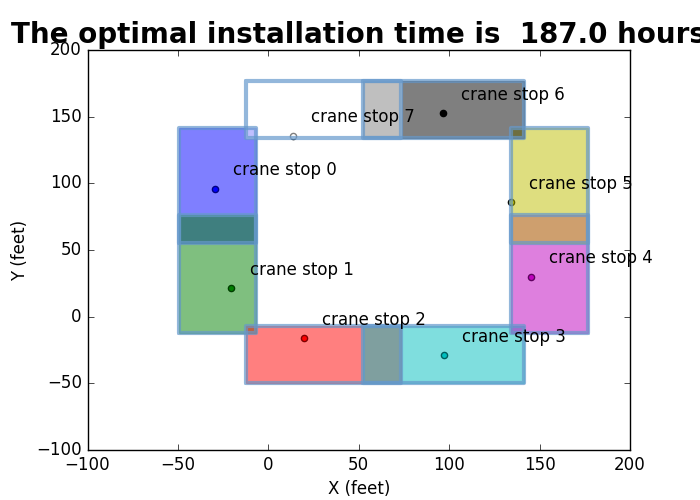 The optimal installation time is  187.0 hours
200
150
100
50
0
−50
−100
Y (feet)
crane stop 6
crane stop 7
crane stop 0
crane stop 5
crane stop 1
crane stop 4
crane stop 2
crane stop 3
−100
−50
0
50
100
150
200
X (feet)